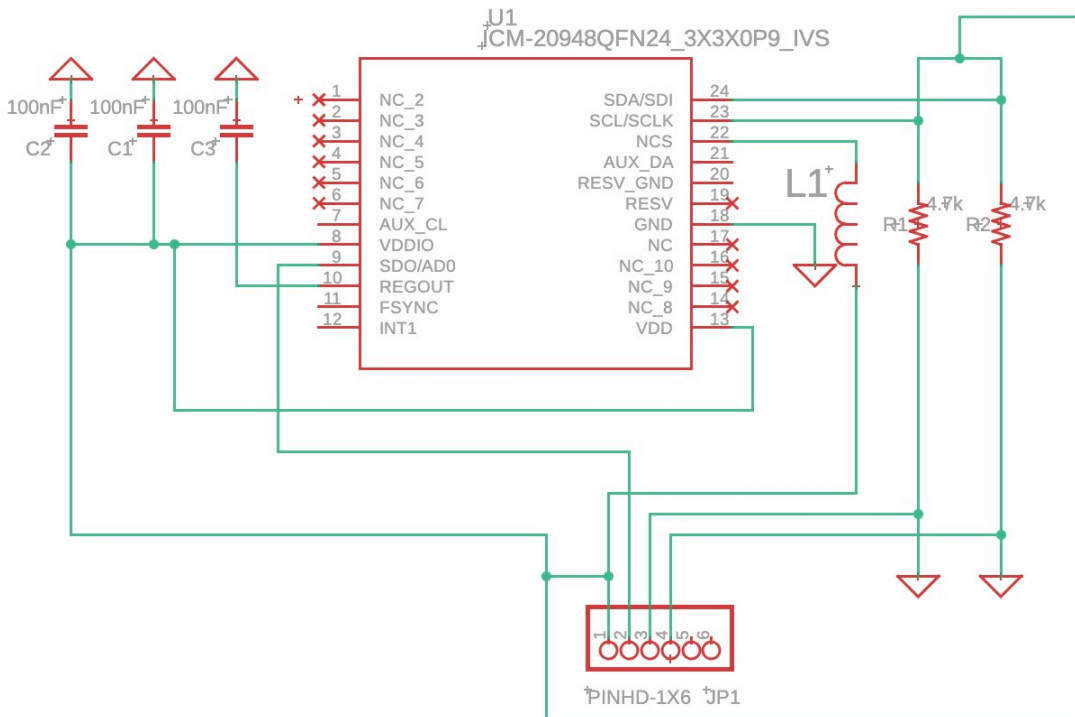 U1
ICM-20948QFN24_3X3X0P9_IVS
100nF 100nF 100nF
C2 C1 C3
1 NC_2 SDA/SDI 24
2 NC_3 SCL/SCLK 23
3 NC_4 NCS 22
4 NC_5 AUX_DA 21
5 NC_6 RESV_GND 20
6 NC_7 RESV 19
7 AUX_CL GND 18
8 VDDIO NC 17
9 SDO/AD0 NC_10 16
10 REGOUT NC_9 15
11 FSYNC NC_8 14
12 INT1 VDD 13
L1
4.7k 4.7k
R1 R2
1 2 3 4 5 6
PINHD-1X6 JP1